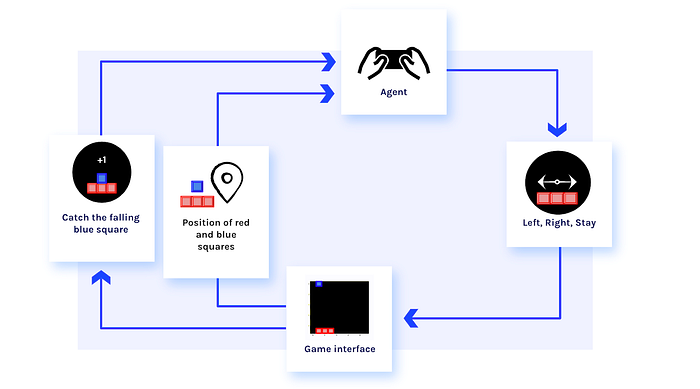 Agent
+1
Catch the falling
blue square
Position of red
and blue
squares
Left, Right, Stay
Game interface